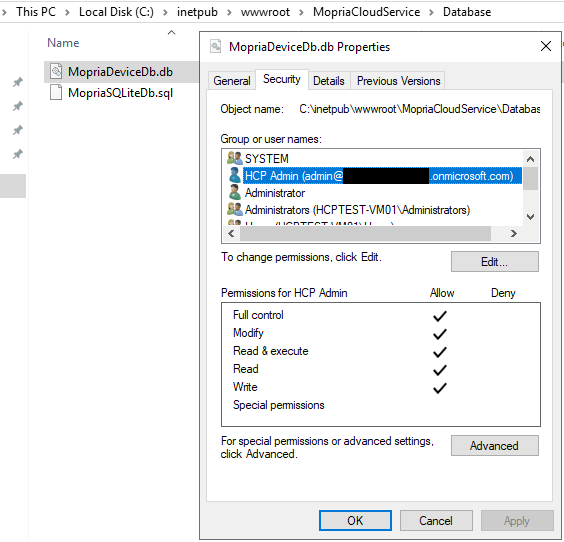 This PC > Local Disk (C:) > inetpub > wwwroot > MopriaCloudService > Database
Name
MopriaDeviceDb.db
MopriaSQLiteDb.sql
MopriaDeviceDb.db Properties
General Security Details Previous Versions
Object name: C:\inetpub\wwwroot\MopriaCloudService\Databas
Group or user names:
SYSTEM
HCP Admin (admin@ .onmicrosoft.com)
Administrator
Administrators (HCPTEST-VM01\Administrators)
To change permissions, click Edit.
Edit...
Permissions for HCP Admin Allow Deny
Full control
Modify
Read & execute
Read
Write
Special permissions
For special permissions or advanced settings,
click Advanced.
Advanced
OK Cancel Apply